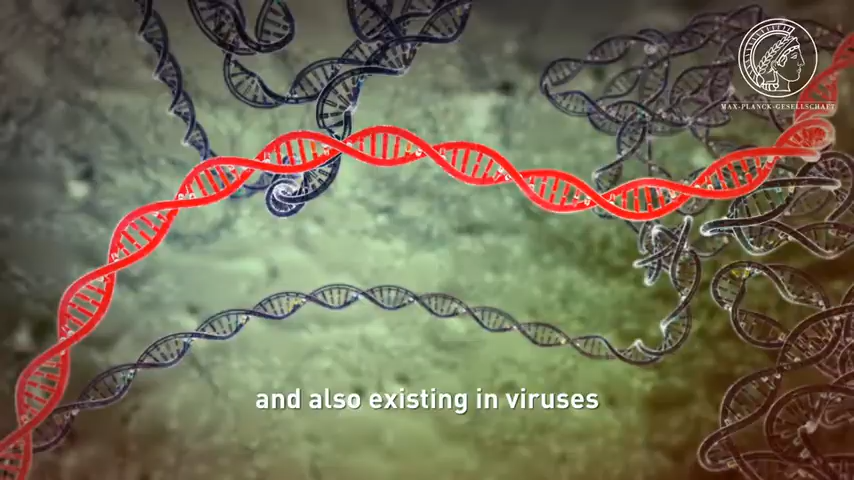 MAX-PLANCK-GESELLSCHAFT
and also existing in viruses